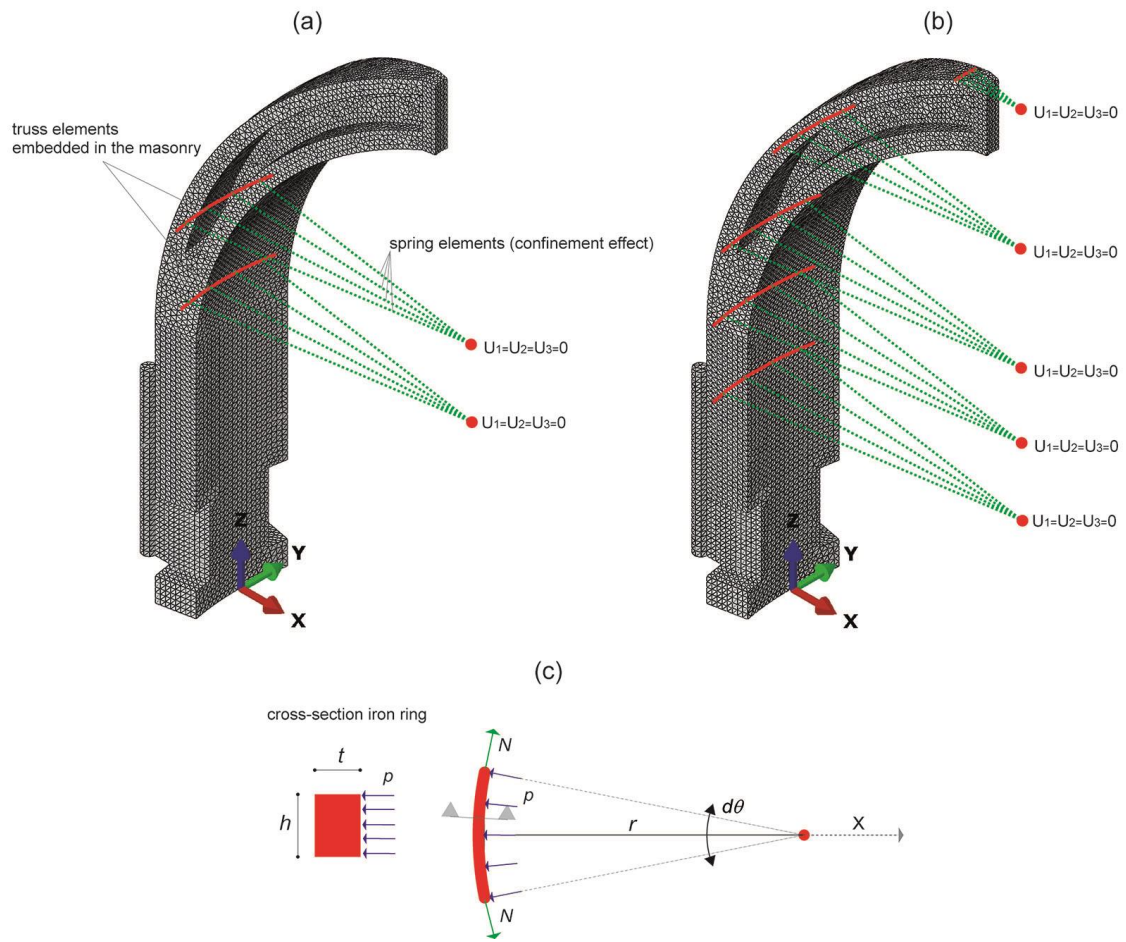 (a)
(b)
truss elements
embedded in the masonry
spring elements (confinement effect)
U1=U2=U3=0
U1=U2=U3=0
Z
Y
X
U1=U2=U3=0
U1=U2=U3=0
U1=U2=U3=0
U1=U2=U3=0
U1=U2=U3=0
Z
Y
X
(c)
cross-section iron ring
t
p
h
N
p
r
dθ
X
N